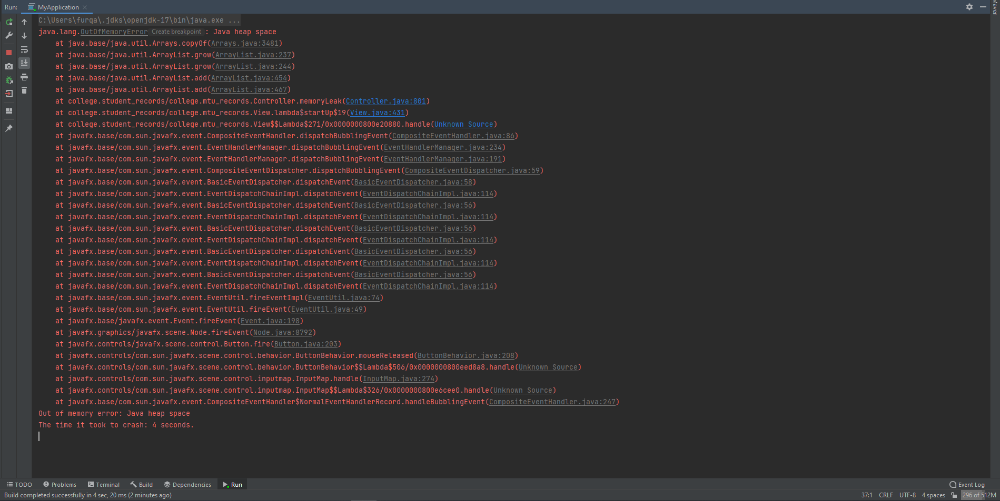 Run: MyApplication
Maven
C:\Users\furqa\.jdks\openjdk-17\bin\java.exe ...
java.lang.OutOfMemoryError Create breakpoint : Java heap space
at java.base/java.util.Arrays.copyOf(Arrays.java:3481)
at java.base/java.util.ArrayList.grow(ArrayList.java:237)
at java.base/java.util.ArrayList.grow(ArrayList.java:244)
at java.base/java.util.ArrayList.add(ArrayList.java:454)
at java.base/java.util.ArrayList.add(ArrayList.java:467)
at college.student_records/college.mtu_records.Controller.memoryLeak(Controller.java:801)
at college.student_records/college.mtu_records.View.lambda$startUp$19(View.java:431)
at college.student_records/college.mtu_records.View$$Lambda$271/0x0000000800e20880.handle(Unknown Source)
at javafx.base/com.sun.javafx.event.CompositeEventHandler.dispatchBubblingEvent(CompositeEventHandler.java:86)
at javafx.base/com.sun.javafx.event.EventHandlerManager.dispatchBubblingEvent(EventHandlerManager.java:234)
at javafx.base/com.sun.javafx.event.EventHandlerManager.dispatchBubblingEvent(EventHandlerManager.java:191)
at javafx.base/com.sun.javafx.event.CompositeEventDispatcher.dispatchBubblingEvent(CompositeEventDispatcher.java:59)
at javafx.base/com.sun.javafx.event.BasicEventDispatcher.dispatchEvent(BasicEventDispatcher.java:58)
at javafx.base/com.sun.javafx.event.EventDispatchChainImpl.dispatchEvent(EventDispatchChainImpl.java:114)
at javafx.base/com.sun.javafx.event.BasicEventDispatcher.dispatchEvent(BasicEventDispatcher.java:56)
at javafx.base/com.sun.javafx.event.EventDispatchChainImpl.dispatchEvent(EventDispatchChainImpl.java:114)
at javafx.base/com.sun.javafx.event.BasicEventDispatcher.dispatchEvent(BasicEventDispatcher.java:56)
at javafx.base/com.sun.javafx.event.EventDispatchChainImpl.dispatchEvent(EventDispatchChainImpl.java:114)
at javafx.base/com.sun.javafx.event.BasicEventDispatcher.dispatchEvent(BasicEventDispatcher.java:56)
at javafx.base/com.sun.javafx.event.EventDispatchChainImpl.dispatchEvent(EventDispatchChainImpl.java:114)
at javafx.base/com.sun.javafx.event.BasicEventDispatcher.dispatchEvent(BasicEventDispatcher.java:56)
at javafx.base/com.sun.javafx.event.EventDispatchChainImpl.dispatchEvent(EventDispatchChainImpl.java:114)
at javafx.base/com.sun.javafx.event.EventUtil.fireEventImpl(EventUtil.java:74)
at javafx.base/com.sun.javafx.event.EventUtil.fireEvent(EventUtil.java:49)
at javafx.base/javafx.event.Event.fireEvent(Event.java:198)
at javafx.graphics/javafx.scene.Node.fireEvent(Node.java:8792)
at javafx.controls/javafx.scene.control.Button.fire(Button.java:203)
at javafx.controls/com.sun.javafx.scene.control.behavior.ButtonBehavior.mouseReleased(ButtonBehavior.java:208)
at javafx.controls/com.sun.javafx.scene.control.behavior.ButtonBehavior$$Lambda$506/0x0000000800eed8a8.handle(Unknown Source)
at javafx.controls/com.sun.javafx.scene.control.inputmap.InputMap.handle(InputMap.java:274)
at javafx.controls/com.sun.javafx.scene.control.inputmap.InputMap$$Lambda$326/0x0000000800e6cee0.handle(Unknown Source)
at javafx.base/com.sun.javafx.event.CompositeEventHandler$NormalEventHandlerRecord.handleBubblingEvent(CompositeEventHandler.java:247)
Out of memory error: Java heap space
The time it took to crash: 4 seconds.
TODO Problems Terminal Build Dependencies Run Event Log
Build completed successfully in 4 sec, 20 ms (2 minutes ago) 37:1 CRLF UTF-8 4 spaces 296 of 512M